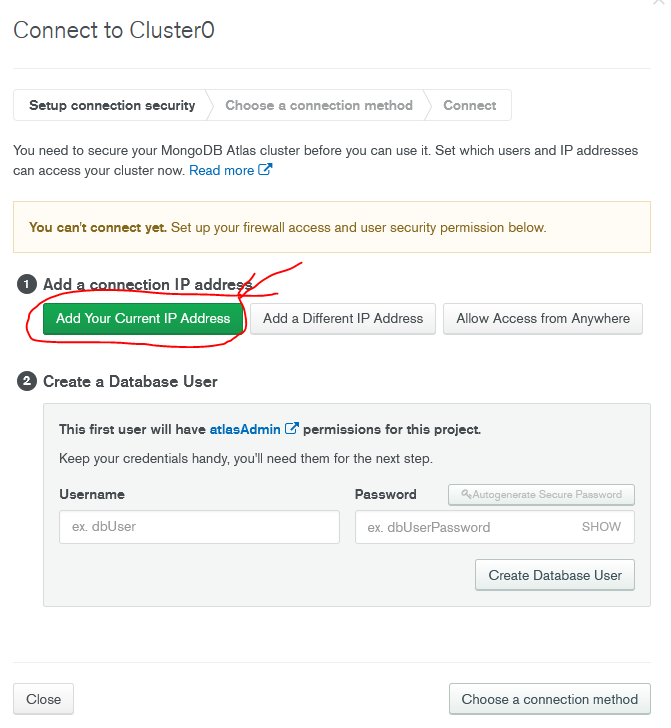 Connect to Cluster0
Setup connection security
Choose a connection method
Connect
You need to secure your MongoDB Atlas cluster before you can use it. Set which users and IP addresses
can access your cluster now. Read more
You can't connect yet. Set up your firewall access and user security permission below.
1 Add a connection IP address
Add Your Current IP Address
Add a Different IP Address
Allow Access from Anywhere
2 Create a Database User
This first user will have atlasAdmin permissions for this project.
Keep your credentials handy, you'll need them for the next step.
Username
Password
Autogenerate Secure Password
ex. dbUser
ex. dbUserPassword
SHOW
Create Database User
Close
Choose a connection method